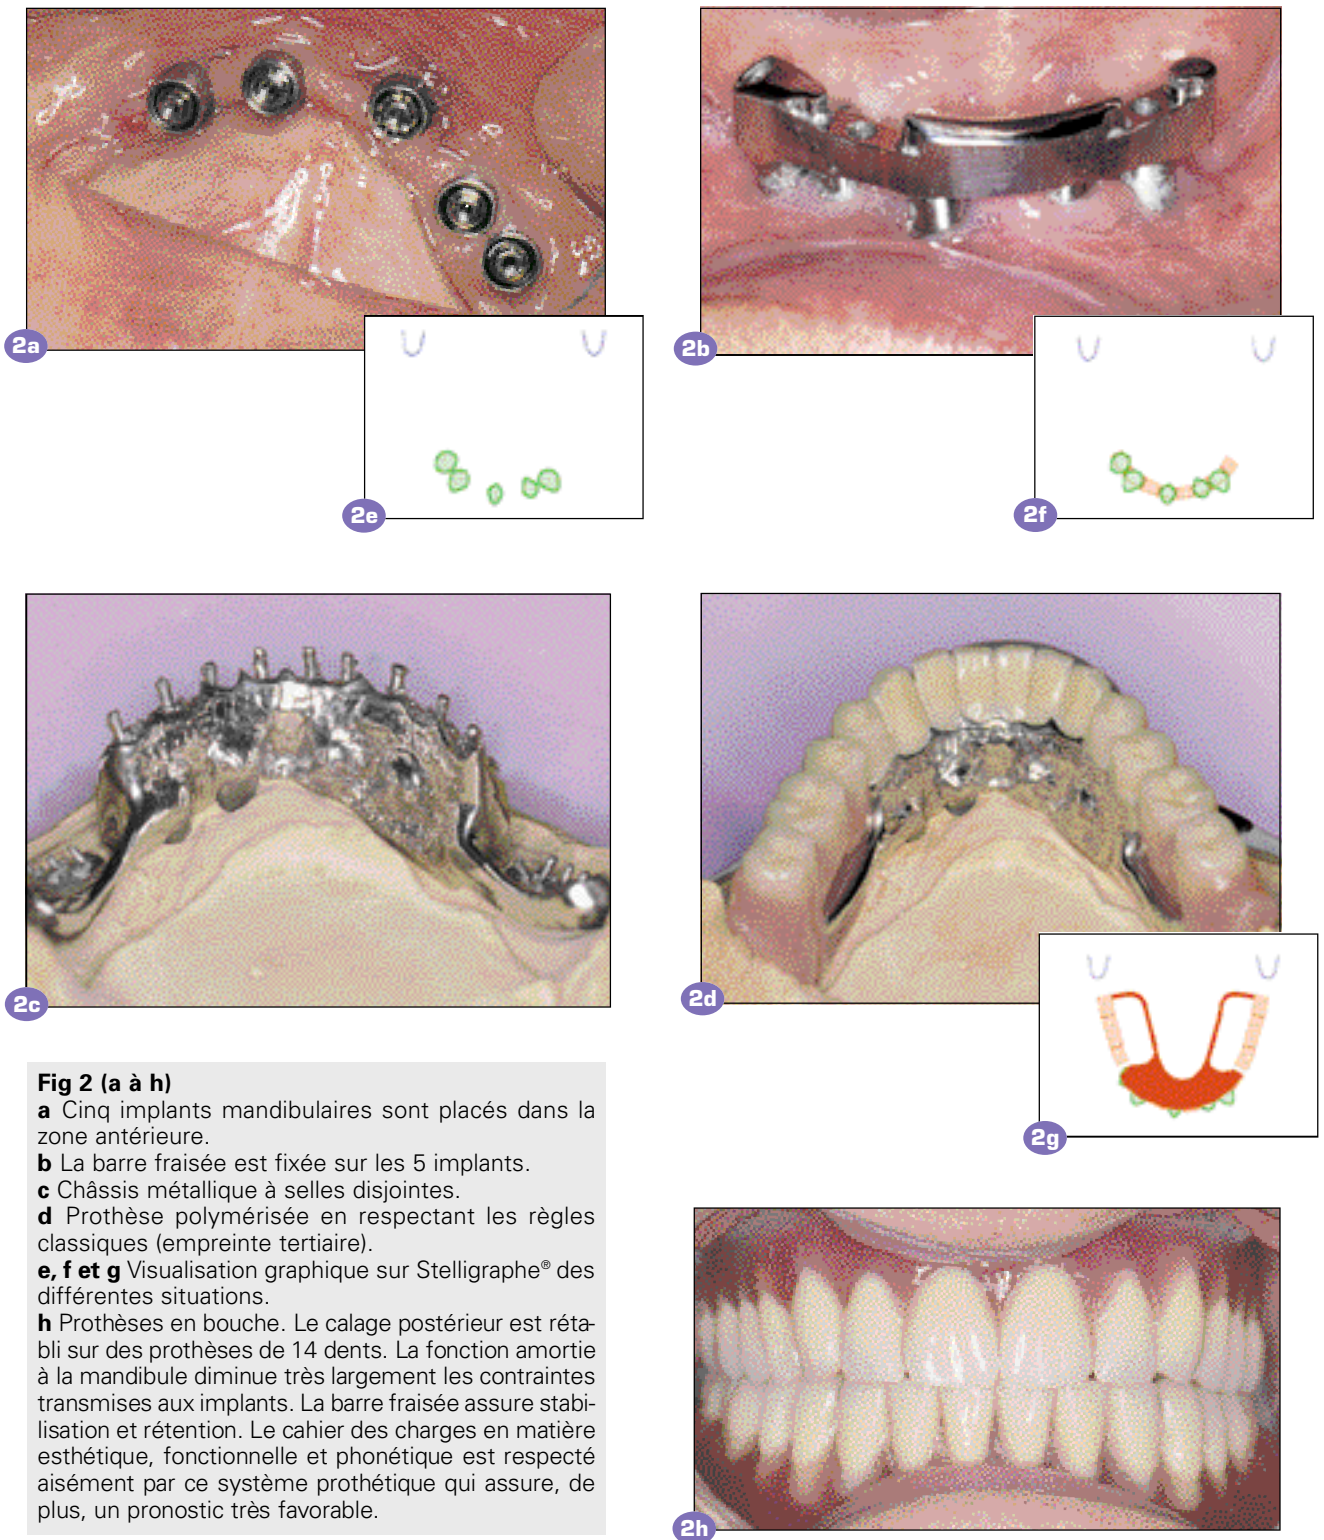 2a
2b
2e
2f
2c
2d
2g
Fig 2 (a à h)
a Cinq implants mandibulaires sont placés dans la
zone antérieure.
b La barre fraisée est fixée sur les 5 implants.
c Châssis métallique à selles disjointes.
d Prothèse polymérisée en respectant les règles
classiques (empreinte tertiaire).
e, f et g Visualisation graphique sur Stelligraphe® des
différentes situations.
h Prothèses en bouche. Le calage postérieur est réta-
bli sur des prothèses de 14 dents. La fonction amortie
à la mandibule diminue très largement les contraintes
transmises aux implants. La barre fraisée assure stabi-
lisation et rétention. Le cahier des charges en matière
esthétique, fonctionnelle et phonétique est respecté
aisément par ce système prothétique qui assure, de
plus, un pronostic très favorable.
2h